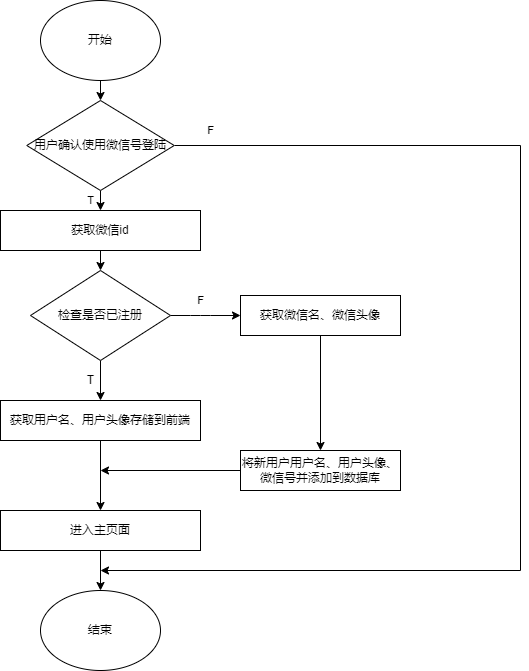 开始
用户确认使用微信号登陆
F
T
获取微信id
检查是否已注册
F
获取微信名、微信头像
T
获取用户名、用户头像存储到前端
将新用户用户名、用户头像、
微信号并添加到数据库
进入主页面
结束